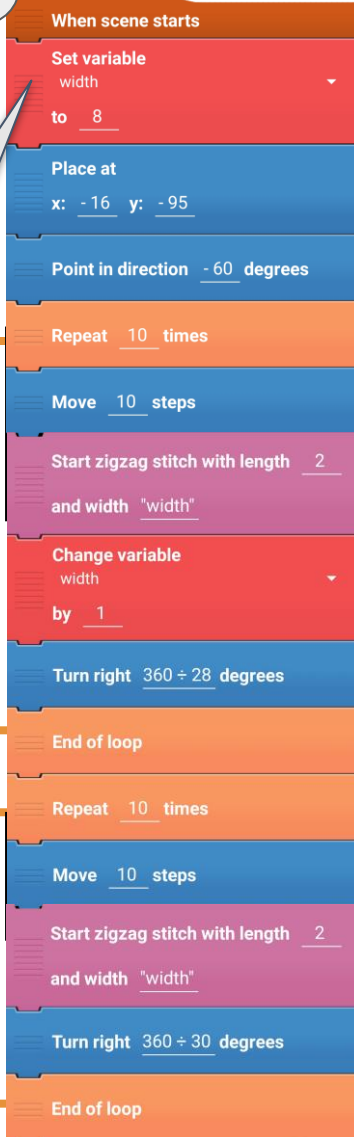 When scene starts
Set variable
width
to 8
Place at
x: - 16 y: - 95
Point in direction - 60 degrees
Repeat 10 times
Move 10 steps
Start zigzag stitch with length 2
and width "width"
Change variable
width
by 1
Turn right 360 ÷ 28 degrees
End of loop
Repeat 10 times
Move 10 steps
Start zigzag stitch with length 2
and width "width"
Turn right 360 ÷ 30 degrees
End of loop